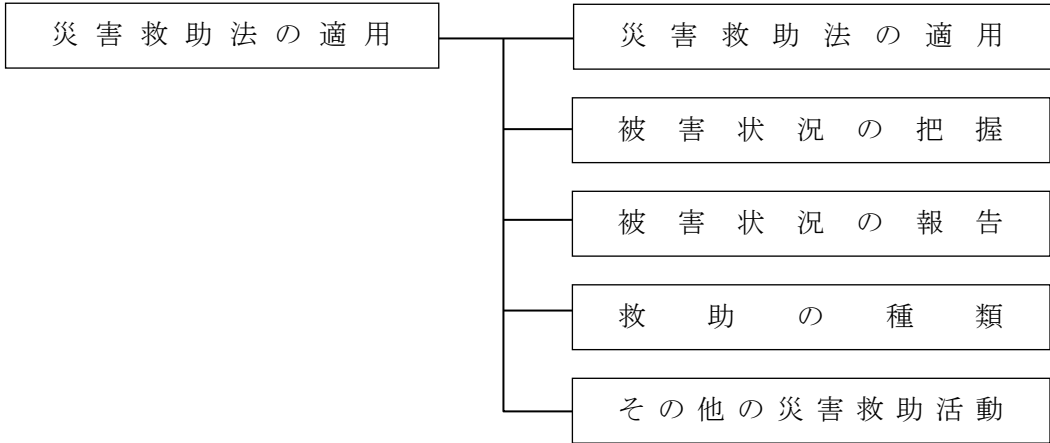 災害救助法の適用
災害救助法の適用
被害状況の把握
被害状況の報告
救助の種類
その他の災害救助活動